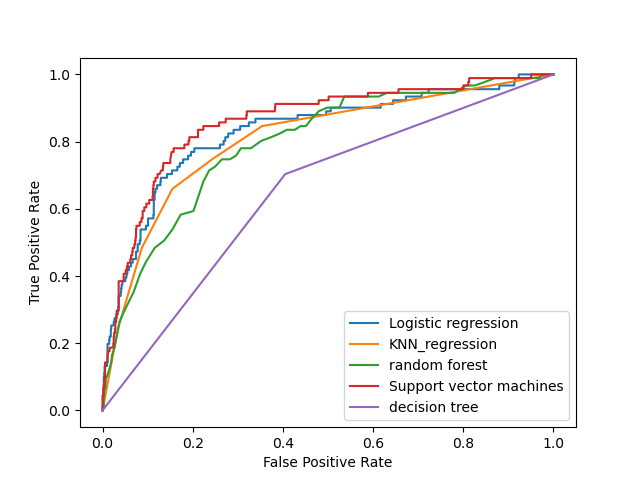 1.0
0.8
0.6
0.4
0.2
0.0
True Positive Rate
0.0 0.2 0.4 0.6 0.8 1.0
False Positive Rate
Logistic regression
KNN_regression
random forest
Support vector machines
decision tree